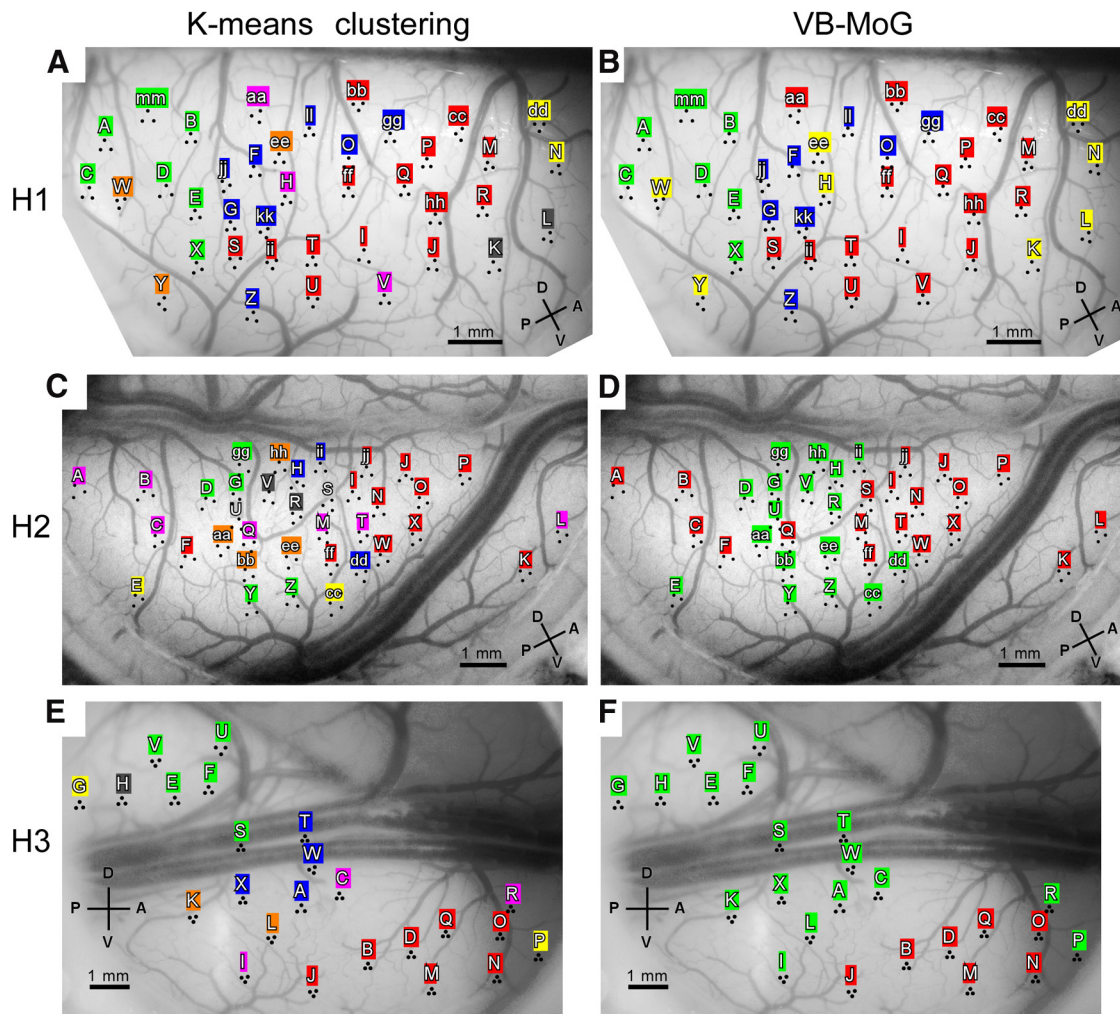 K-means clustering VB-MoG
H1
A
mm aa bb
ll gg cc dd
A B
F ee O P M N
C W D jj H ff Q
E G kk hh R L
X S ii T I J K
Y Z U V
D
P A
V
1 mm
B
mm aa bb
ll gg cc dd
A B
F ee O P M N
C W D jj H ff Q
E G kk hh R L
X S ii T I J K
Y Z U V
D
P A
V
1 mm
H2
C
gg hh ii jj J P
A B D G V H I N O
U R S
C F aa Q M T X L
bb ee ff W dd K
E Y Z cc
D
P A
V
1 mm
D
gg hh ii jj J P
A B D G V H I N O
U R S
C F aa Q M T X L
bb ee ff W dd K
E Y Z cc
D
P A
V
1 mm
H3
E
V U
G H E F
S T
W
X A C
K L Q O R
I J B D M N P
D
P A
V
1 mm
F
V U
G H E F
S T
W
X A C
K L Q O R
I J B D M N P
D
P A
V
1 mm